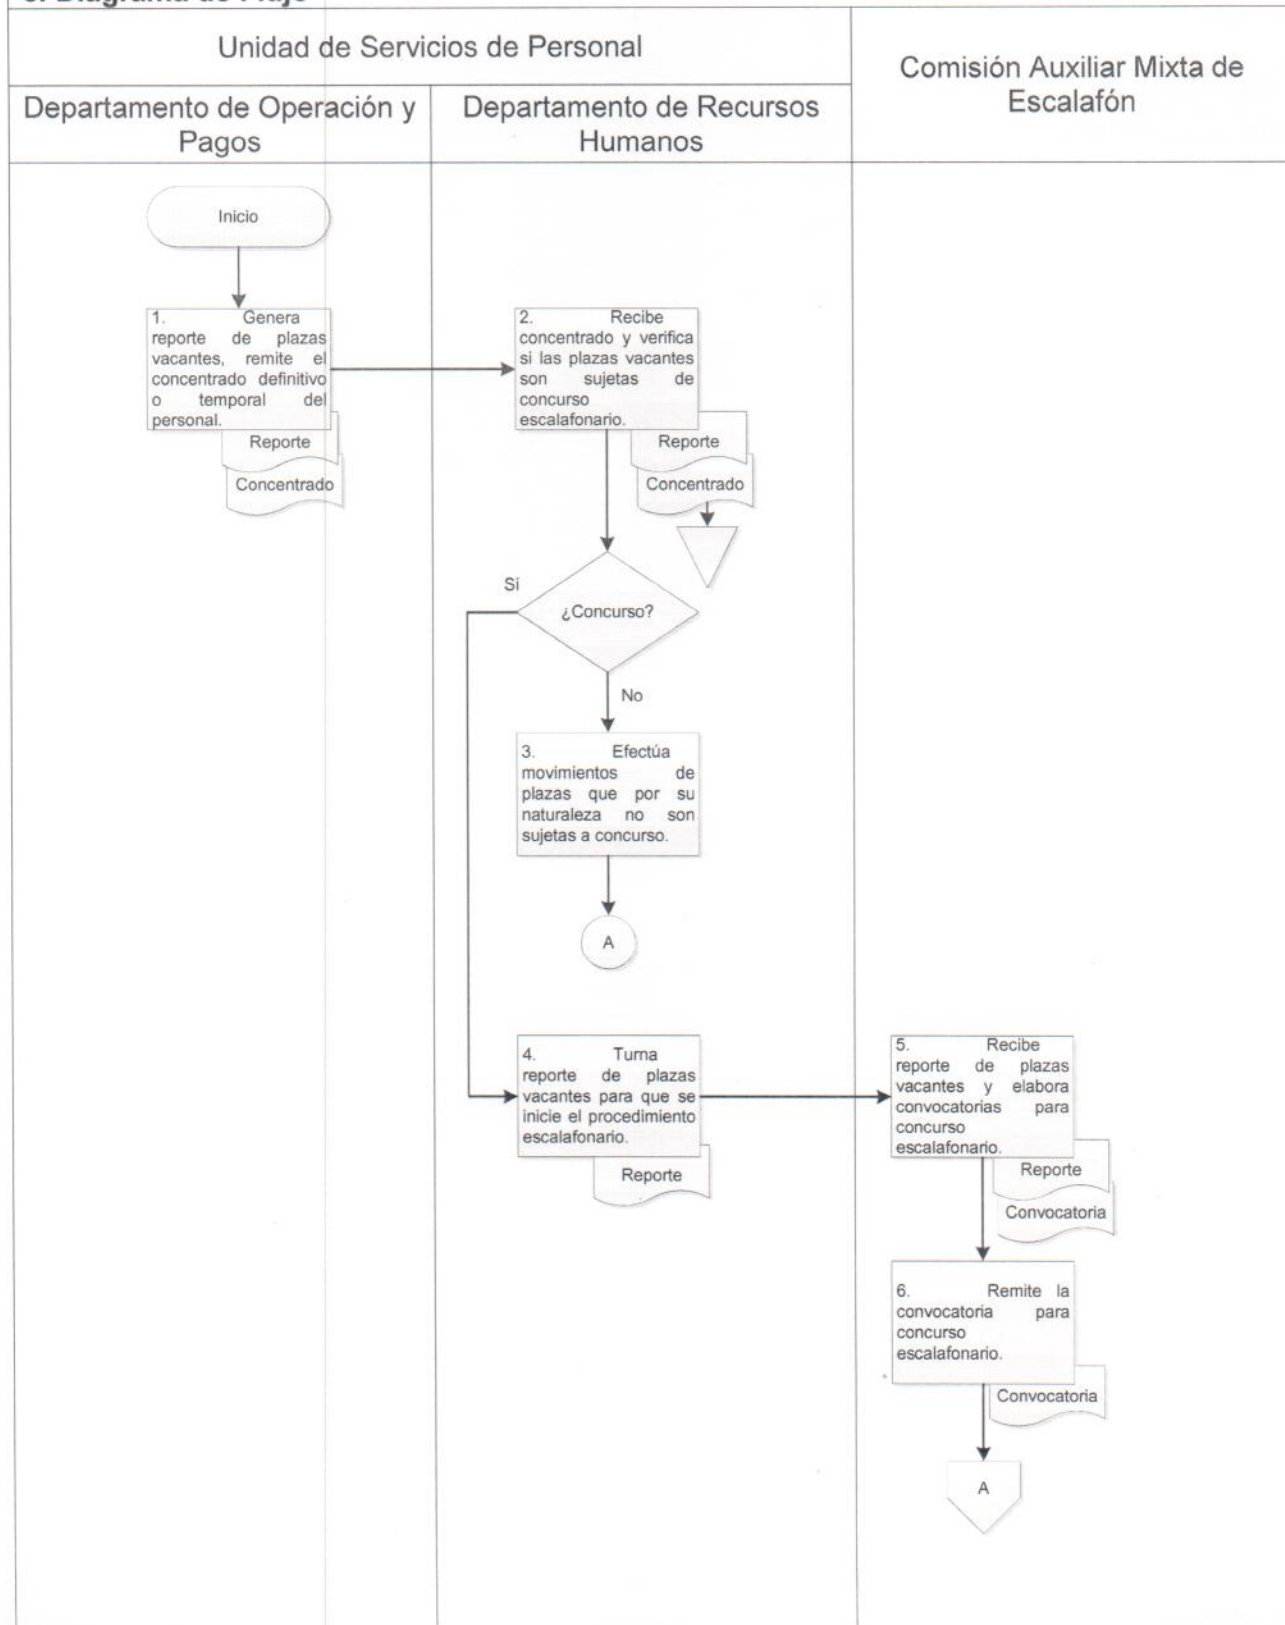 Unidad de Servicios de Personal
Comisión Auxiliar Mixta de
Escalafón
Departamento de Operación y
Pagos
Departamento de Recursos
Humanos
Inicio
1. Genera
reporte de plazas
vacantes, remite el
concentrado definitivo
o temporal del
personal.
Reporte
Concentrado
2. Recibe
concentrado y verifica
si las plazas vacantes
son sujetas de
concurso
escalafonario.
Reporte
Concentrado
Sí
¿Concurso?
No
3. Efectúa
movimientos de
plazas que por su
naturaleza no son
sujetas a concurso.
A
4. Turna
reporte de plazas
vacantes para que se
inicie el procedimiento
escalafonario.
Reporte
5. Recibe
reporte de plazas
vacantes y elabora
convocatorias para
concurso
escalafonario.
Reporte
Convocatoria
6. Remite la
convocatoria para
concurso
escalafonario.
Convocatoria
A